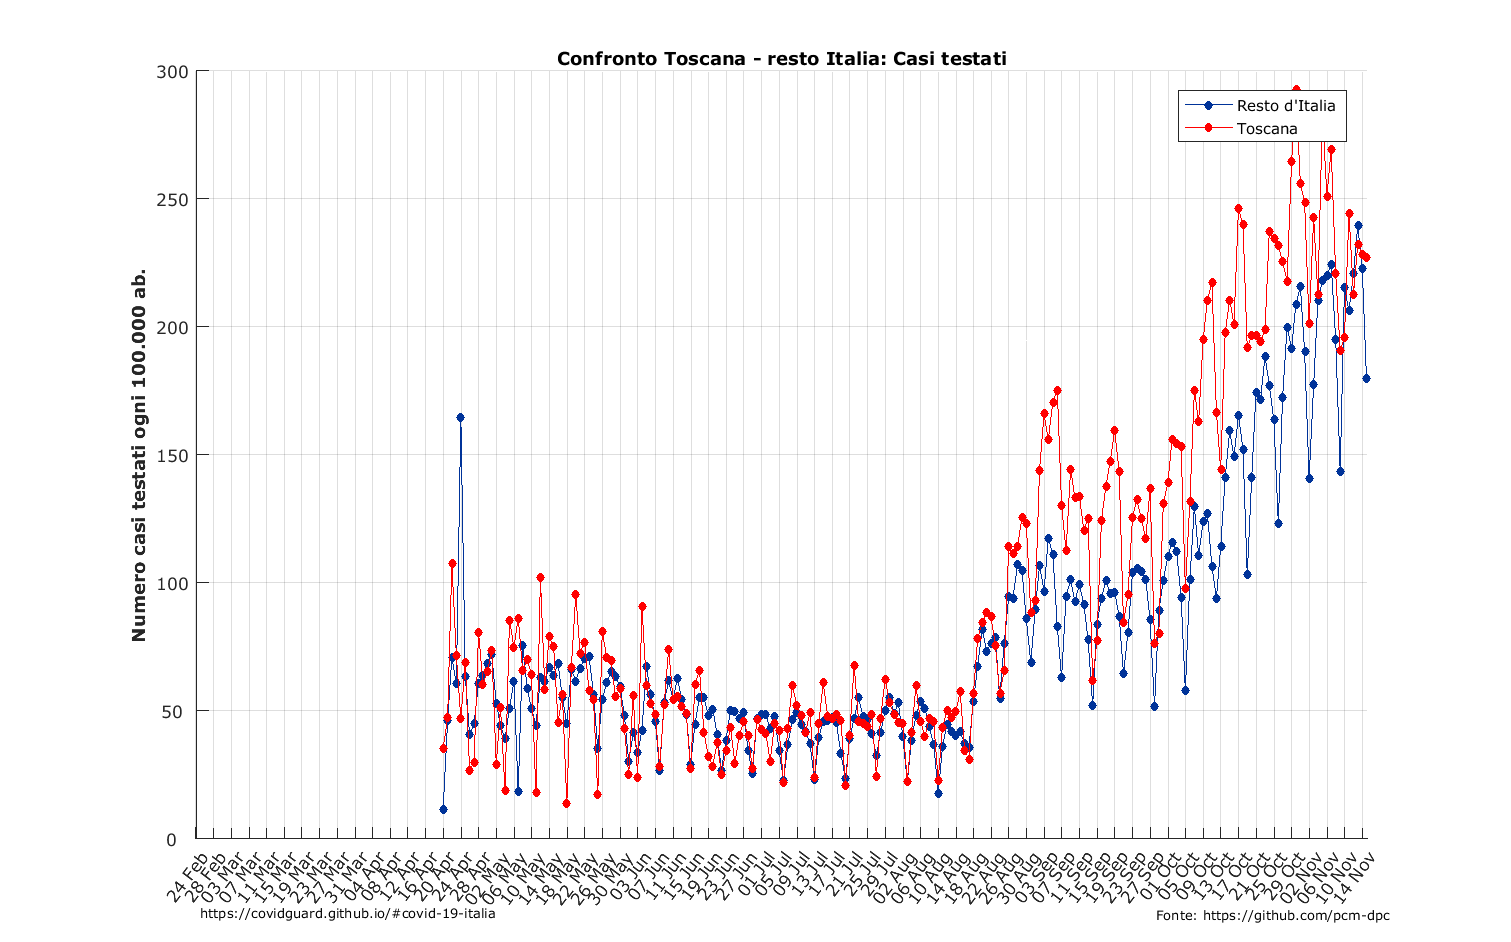 Confronto Toscana - resto Italia: Casi testati
Numero casi testati ogni 100.000 ab.
300
250
200
150
100
50
0
Resto d'Italia
Toscana
24 Feb
28 Feb
03 Mar
07 Mar
11 Mar
15 Mar
19 Mar
23 Mar
27 Mar
31 Mar
04 Apr
08 Apr
12 Apr
16 Apr
20 Apr
24 Apr
28 Apr
02 May
06 May
10 May
14 May
18 May
22 May
26 May
30 May
03 Jun
07 Jun
11 Jun
15 Jun
19 Jun
23 Jun
27 Jun
01 Jul
05 Jul
09 Jul
13 Jul
17 Jul
21 Jul
25 Jul
29 Jul
02 Aug
06 Aug
10 Aug
14 Aug
18 Aug
22 Aug
26 Aug
30 Aug
03 Sep
07 Sep
11 Sep
15 Sep
19 Sep
23 Sep
27 Sep
01 Oct
05 Oct
09 Oct
13 Oct
17 Oct
21 Oct
25 Oct
29 Oct
02 Nov
06 Nov
10 Nov
14 Nov
https://covidguard.github.io/#covid-19-italia
Fonte: https://github.com/pcm-dpc